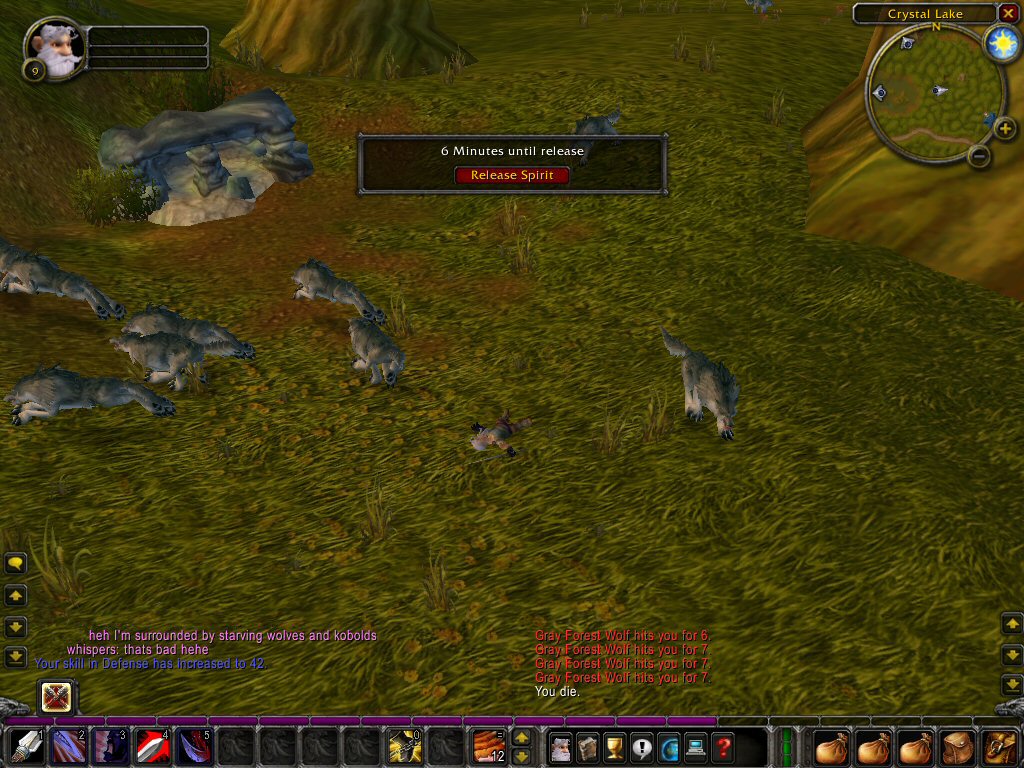 Crystal Lake
N
9
6 Minutes until release
Release Spirit
heh I'm surrounded by starving wolves and kobolds
whispers: thats bad hehe
Your skill in Defense has increased to 42.
Gray Forest Wolf hits you for 6.
Gray Forest Wolf hits you for 7.
Gray Forest Wolf hits you for 7.
Gray Forest Wolf hits you for 7.
You die.
1 2 3 4 5 0 = 12